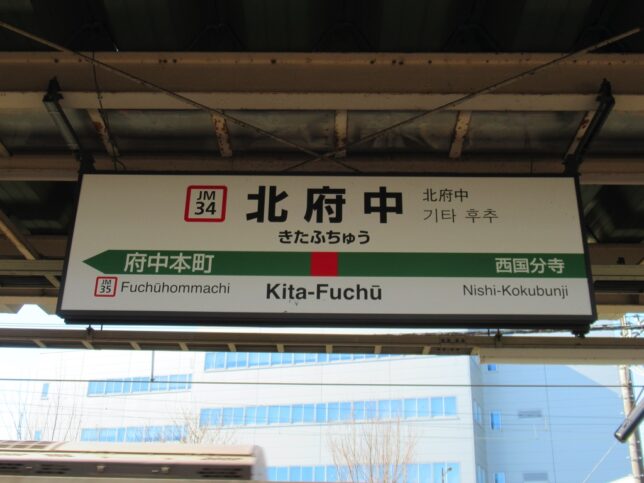 JM
34
北府中
北府中
기타 후추
きたふちゅう
府中本町
西国分寺
JM
35
Fuchūhommachi
Kita-Fuchū
Nishi-Kokubunji